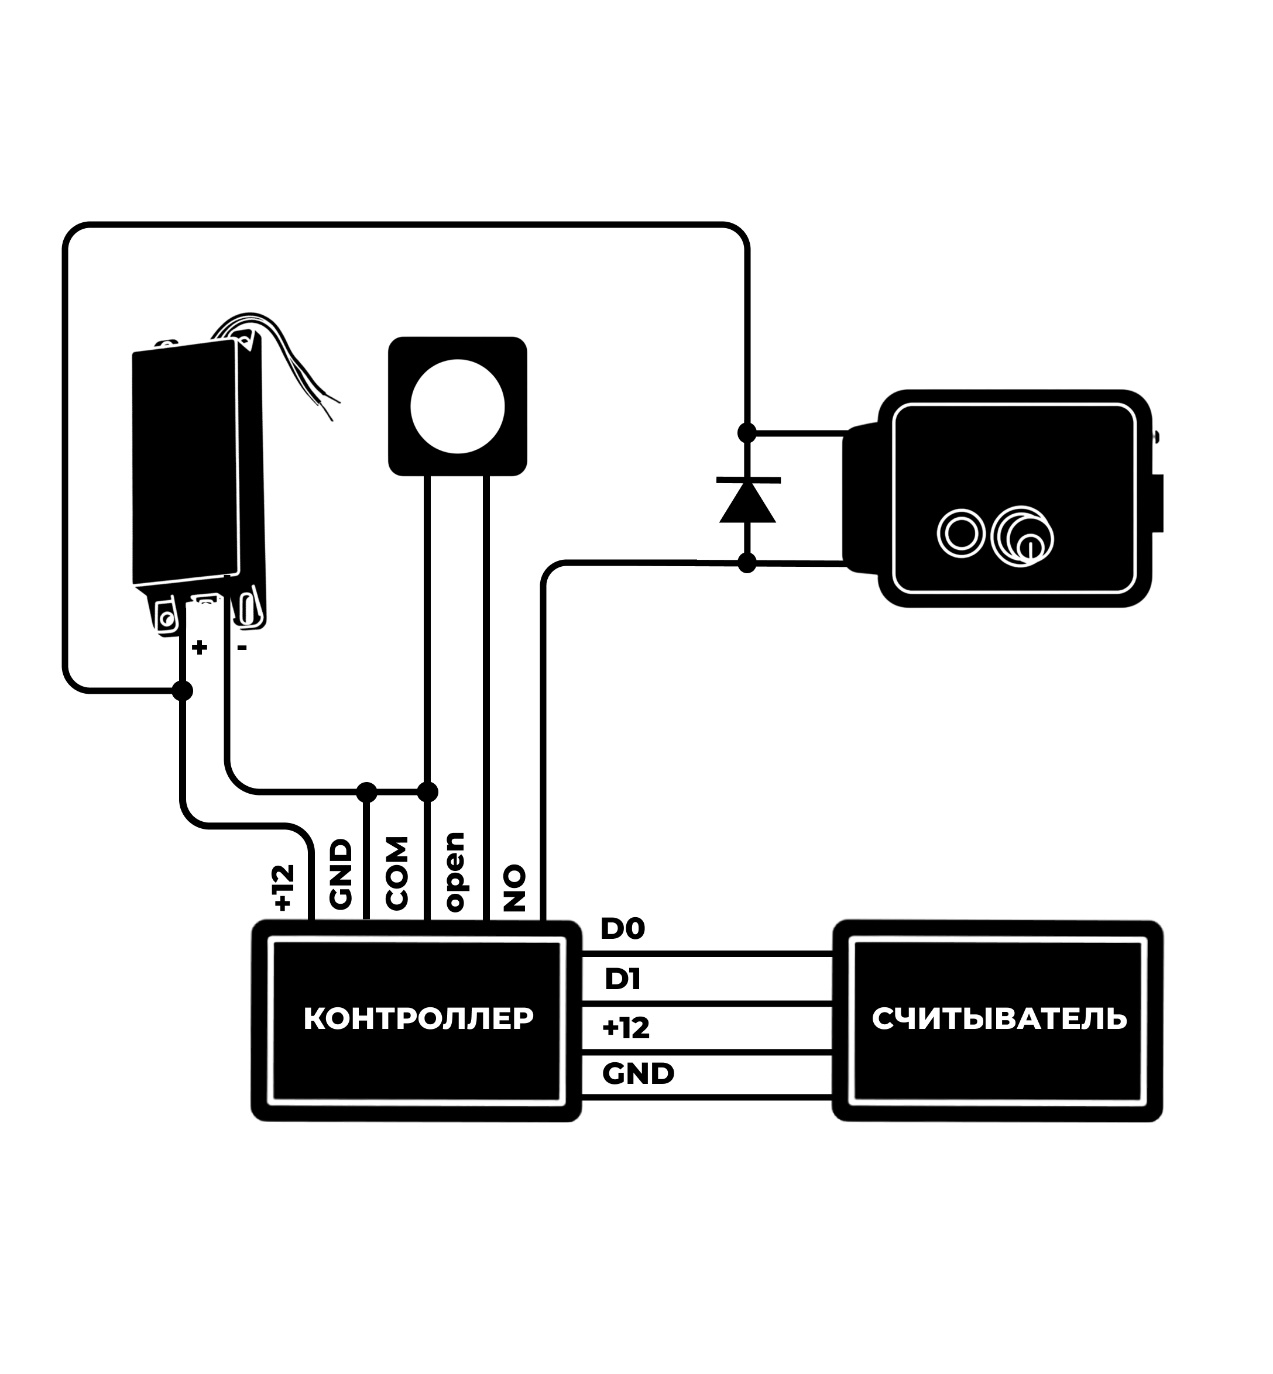 + -
+12
GND
COM
open
NO
D0
D1
+12
GND
КОНТРОЛЛЕР
СЧИТЫВАТЕЛЬ